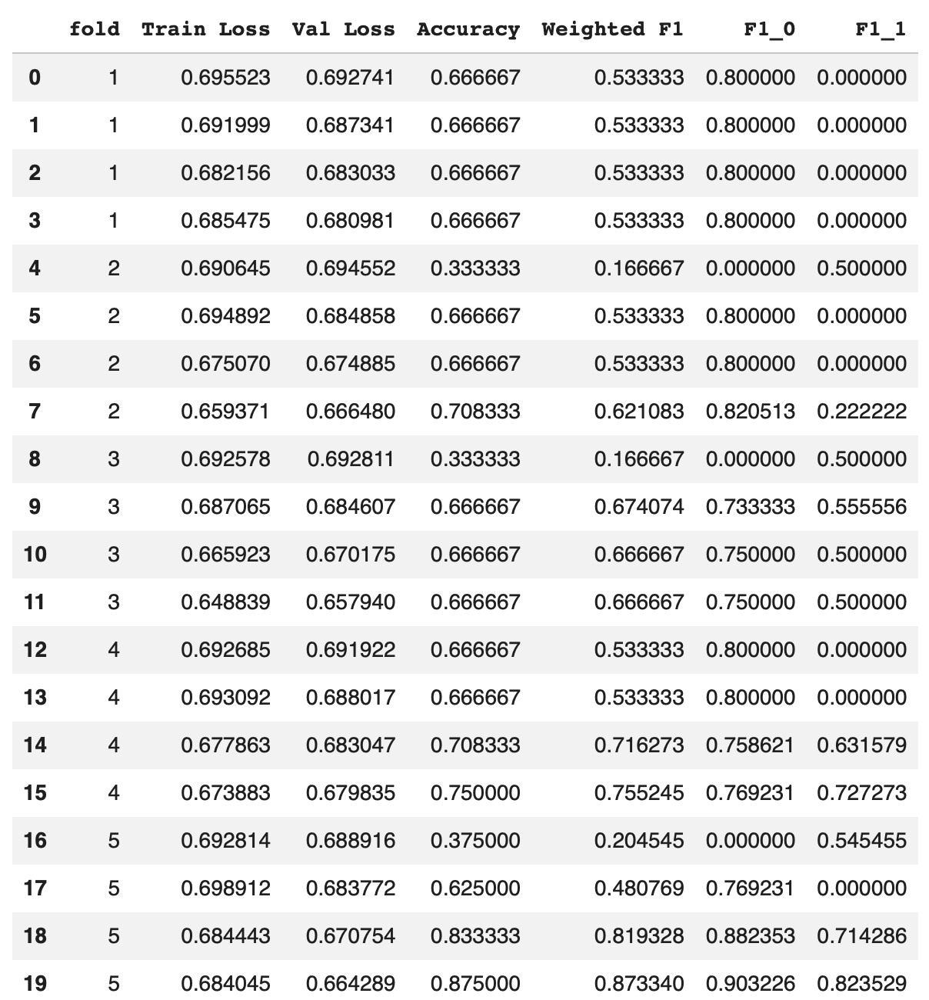 fold Train Loss Val Loss Accuracy Weighted F1 F1_0 F1_1
0 1 0.695523 0.692741 0.666667 0.533333 0.800000 0.000000
1 1 0.691999 0.687341 0.666667 0.533333 0.800000 0.000000
2 1 0.682156 0.683033 0.666667 0.533333 0.800000 0.000000
3 1 0.685475 0.680981 0.666667 0.533333 0.800000 0.000000
4 2 0.690645 0.694552 0.333333 0.166667 0.000000 0.500000
5 2 0.694892 0.684858 0.666667 0.533333 0.800000 0.000000
6 2 0.675070 0.674885 0.666667 0.533333 0.800000 0.000000
7 2 0.659371 0.666480 0.708333 0.621083 0.820513 0.222222
8 3 0.692578 0.692811 0.333333 0.166667 0.000000 0.500000
9 3 0.687065 0.684607 0.666667 0.674074 0.733333 0.555556
10 3 0.665923 0.670175 0.666667 0.666667 0.750000 0.500000
11 3 0.648839 0.657940 0.666667 0.666667 0.750000 0.500000
12 4 0.692685 0.691922 0.666667 0.533333 0.800000 0.000000
13 4 0.693092 0.688017 0.666667 0.533333 0.800000 0.000000
14 4 0.677863 0.683047 0.708333 0.716273 0.758621 0.631579
15 4 0.673883 0.679835 0.750000 0.755245 0.769231 0.727273
16 5 0.692814 0.688916 0.375000 0.204545 0.000000 0.545455
17 5 0.698912 0.683772 0.625000 0.480769 0.769231 0.000000
18 5 0.684443 0.670754 0.833333 0.819328 0.882353 0.714286
19 5 0.684045 0.664289 0.875000 0.873340 0.903226 0.823529